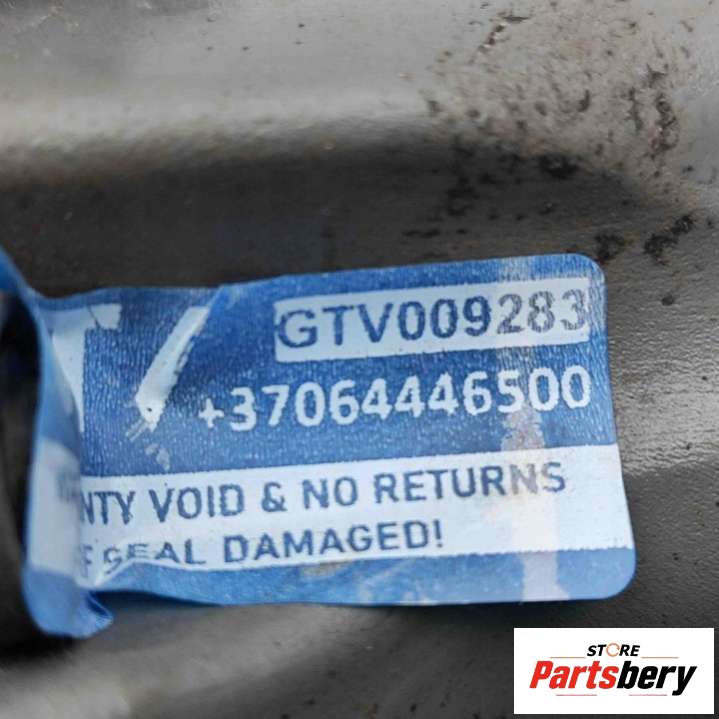 GTV009283
+37064446500
NTY VOID & NO RETURNS
F SEAL DAMAGED!
STORE
Partsbery